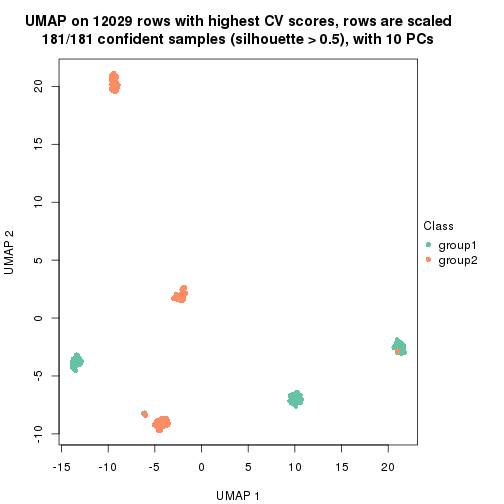 UMAP on 12029 rows with highest CV scores, rows are scaled
181/181 confident samples (silhouette > 0.5), with 10 PCs
20
15
10
5
0
-5
-10
UMAP 2
-15
-10
-5
0
5
10
15
20
UMAP 1
Class
group1
group2